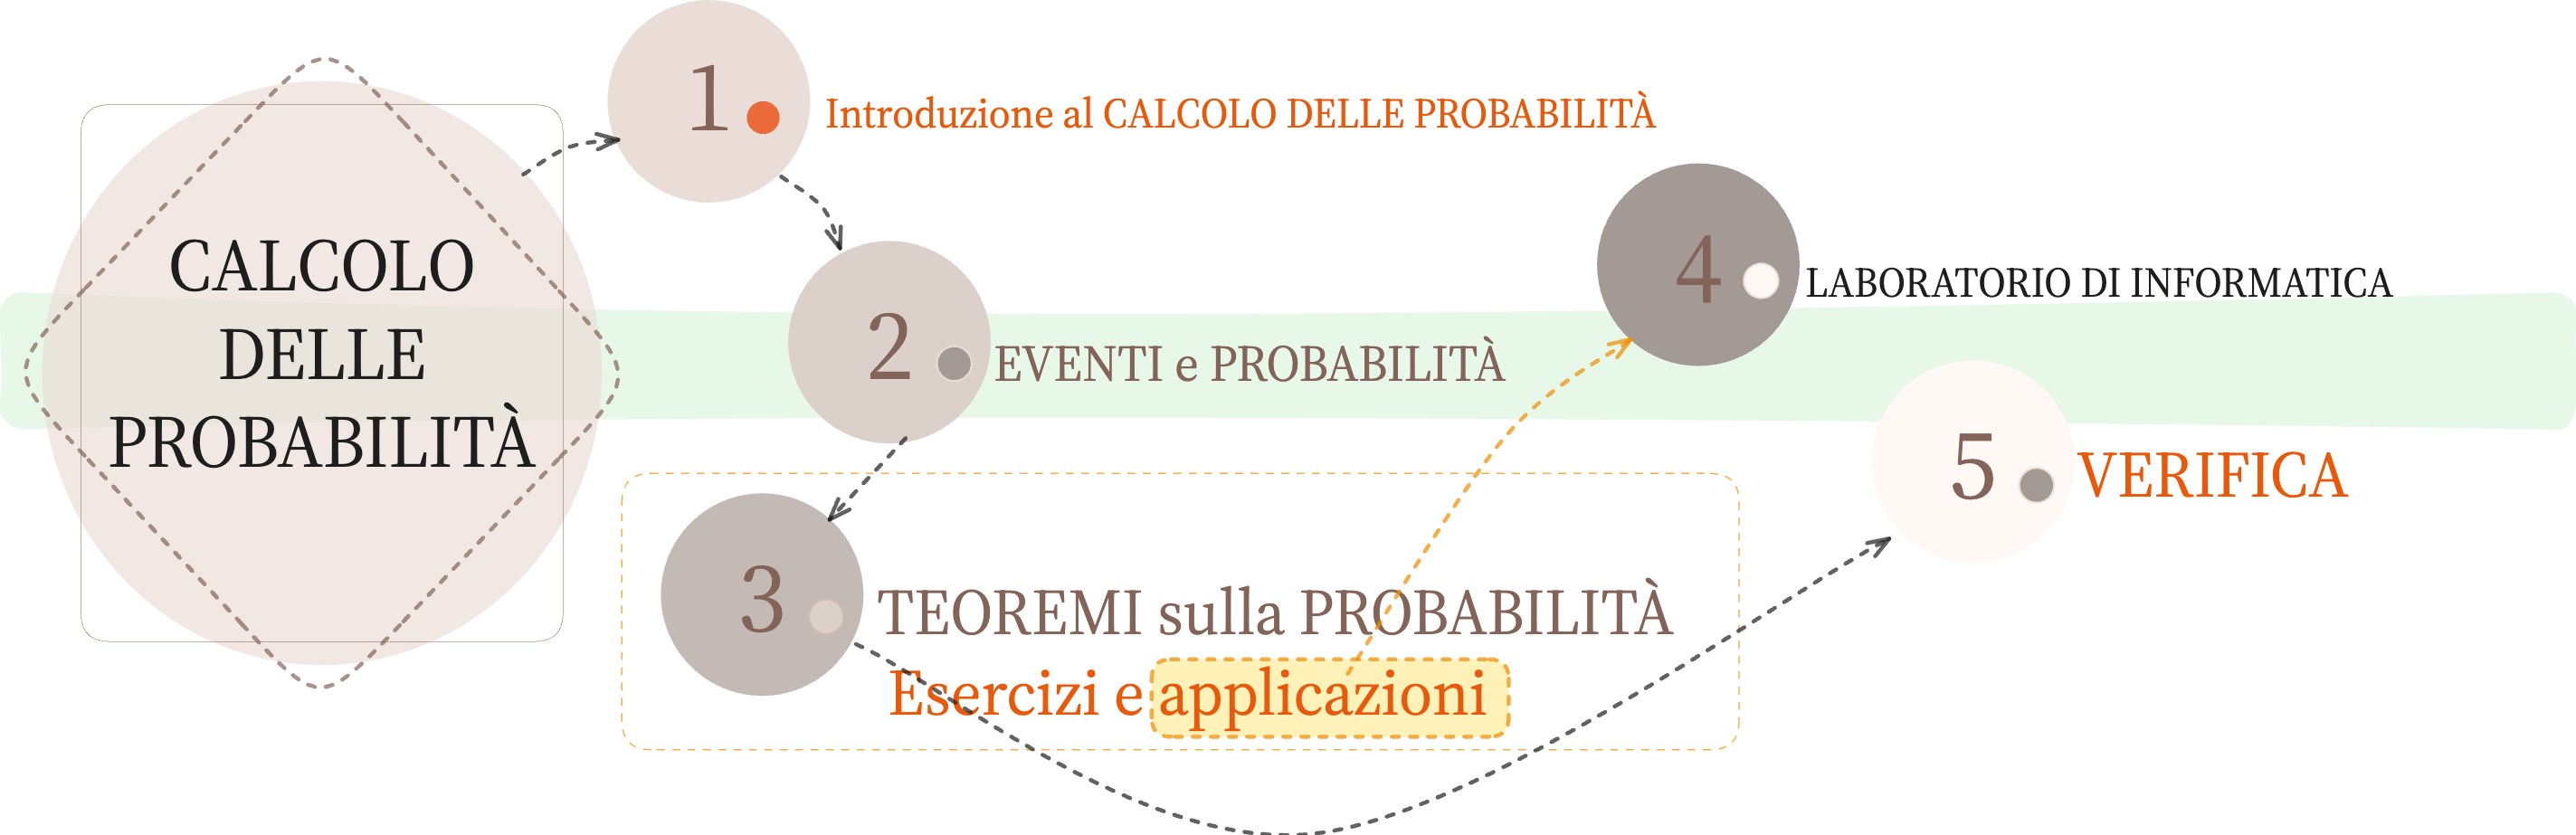 CALCOLO
DELLE
PROBABILITÀ
1
Introduzione al CALCOLO DELLE PROBABILITÀ
2
EVENTI e PROBABILITÀ
3
TEOREMI sulla PROBABILITÀ
Esercizi e applicazioni
4
LABORATORIO DI INFORMATICA
5
VERIFICA